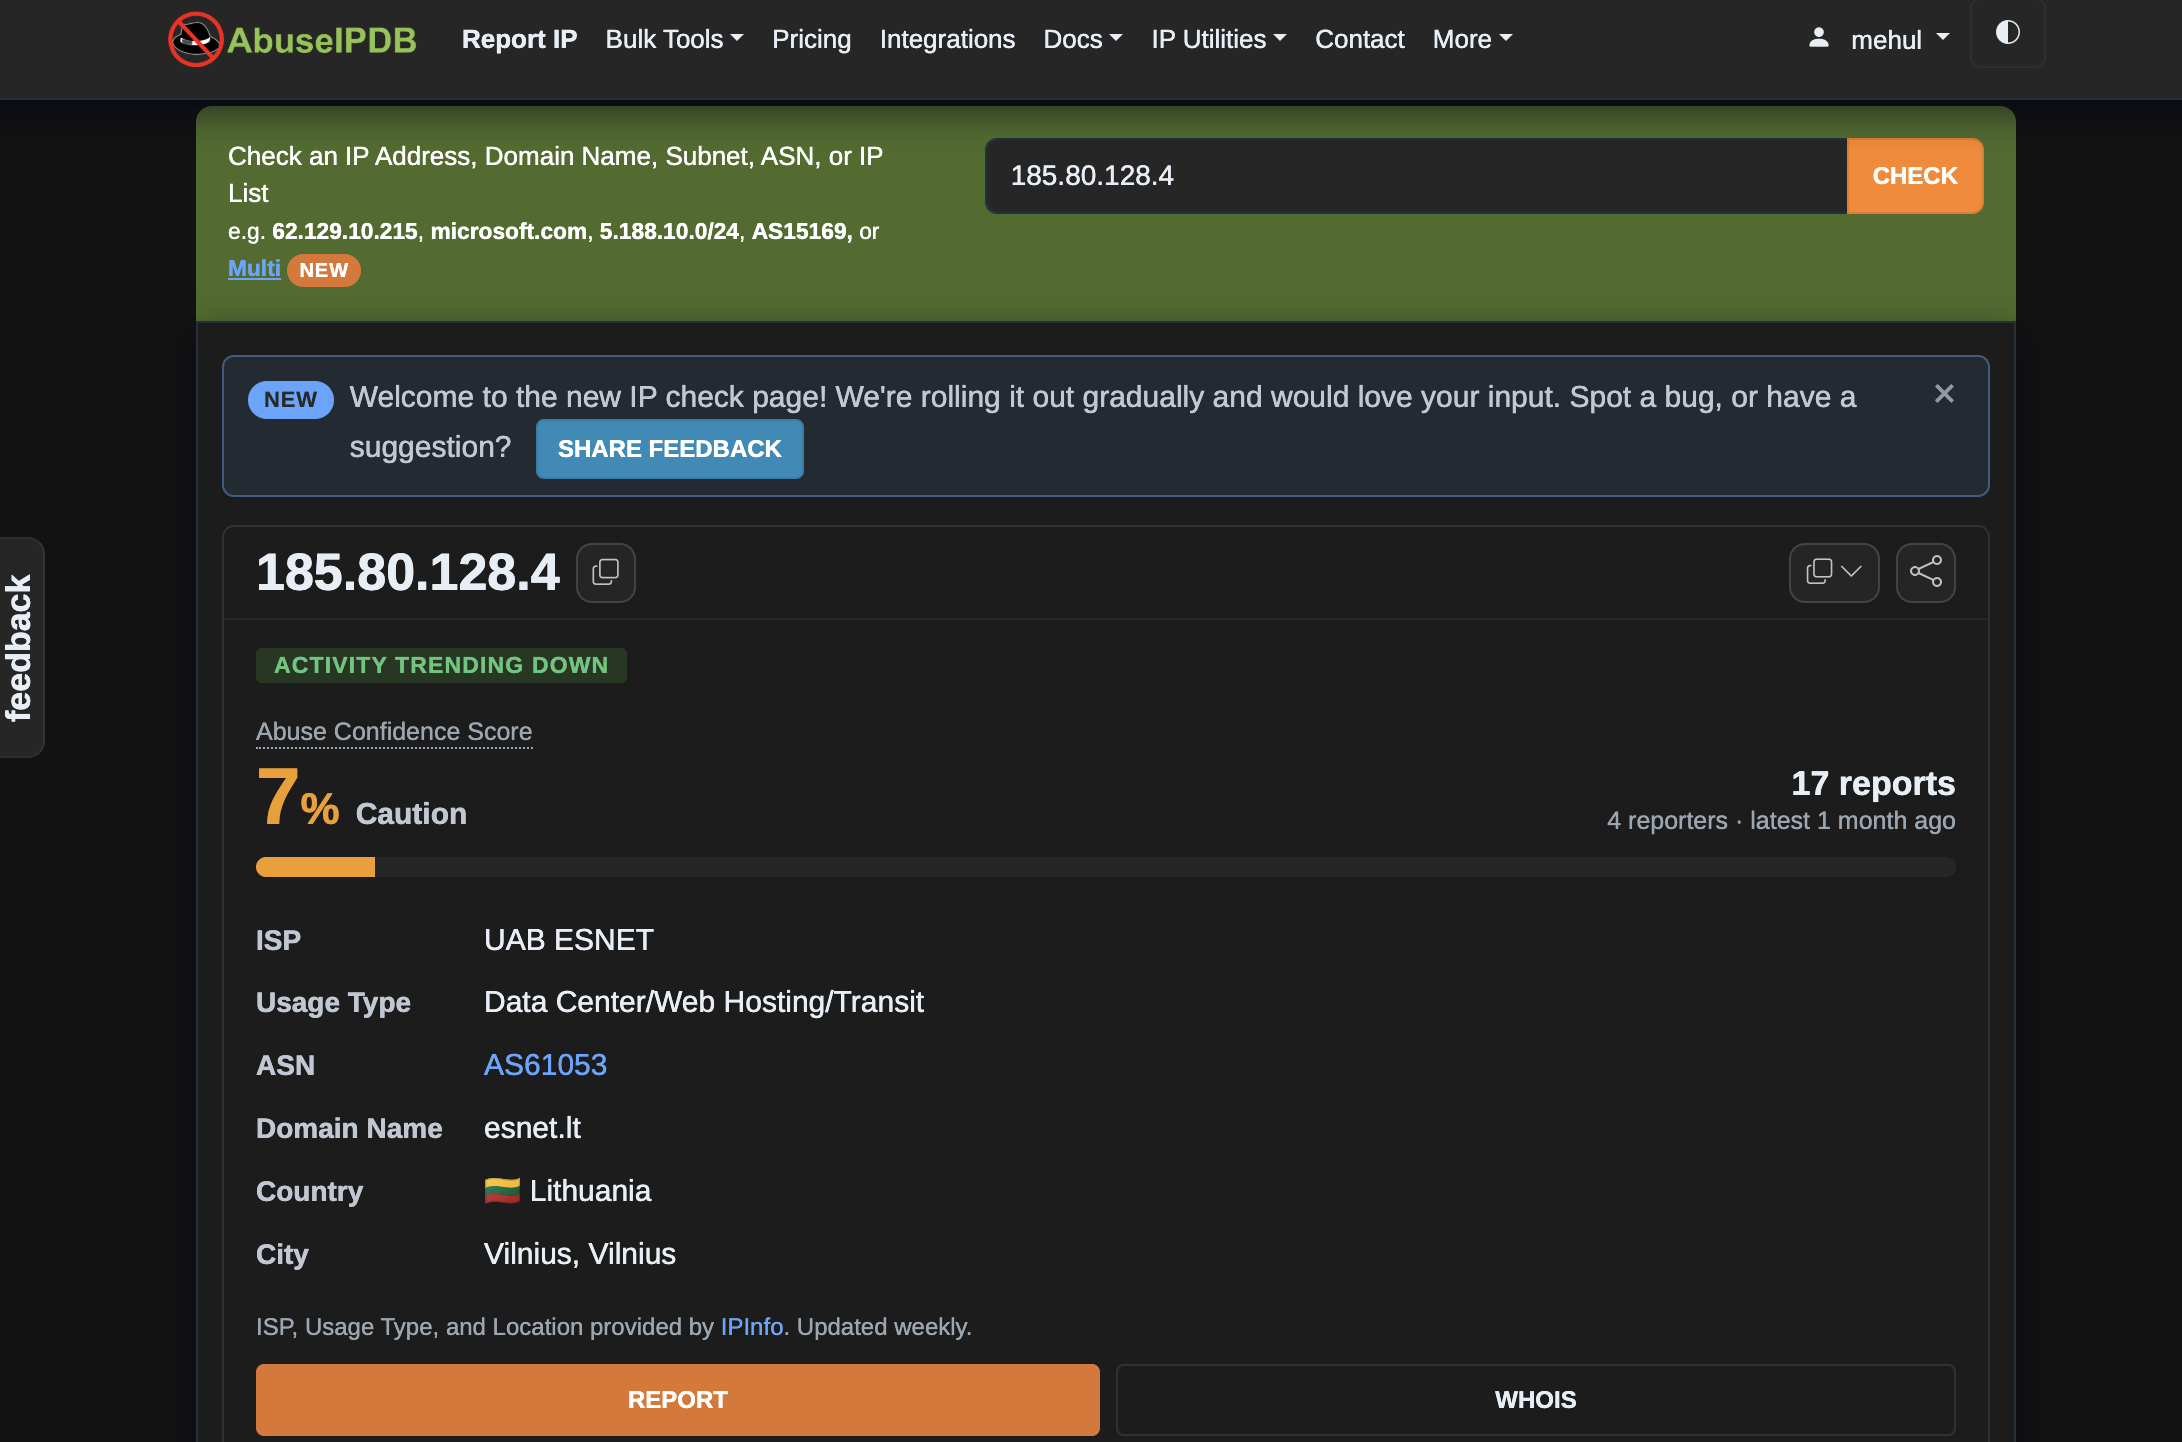 AbuseIPDB
Report IP Bulk Tools Pricing Integrations Docs IP Utilities Contact More mehul
Check an IP Address, Domain Name, Subnet, ASN, or IP
List
e.g. 62.129.10.215, microsoft.com, 5.188.10.0/24, AS15169, or
Multi NEW
185.80.128.4
CHECK
NEW Welcome to the new IP check page! We're rolling it out gradually and would love your input. Spot a bug, or have a
suggestion? SHARE FEEDBACK
feedback
185.80.128.4
ACTIVITY TRENDING DOWN
Abuse Confidence Score
7% Caution
17 reports
4 reporters · latest 1 month ago
ISP UAB ESNET
Usage Type Data Center/Web Hosting/Transit
ASN AS61053
Domain Name esnet.lt
Country Lithuania
City Vilnius, Vilnius
ISP, Usage Type, and Location provided by IPInfo. Updated weekly.
REPORT
WHOIS